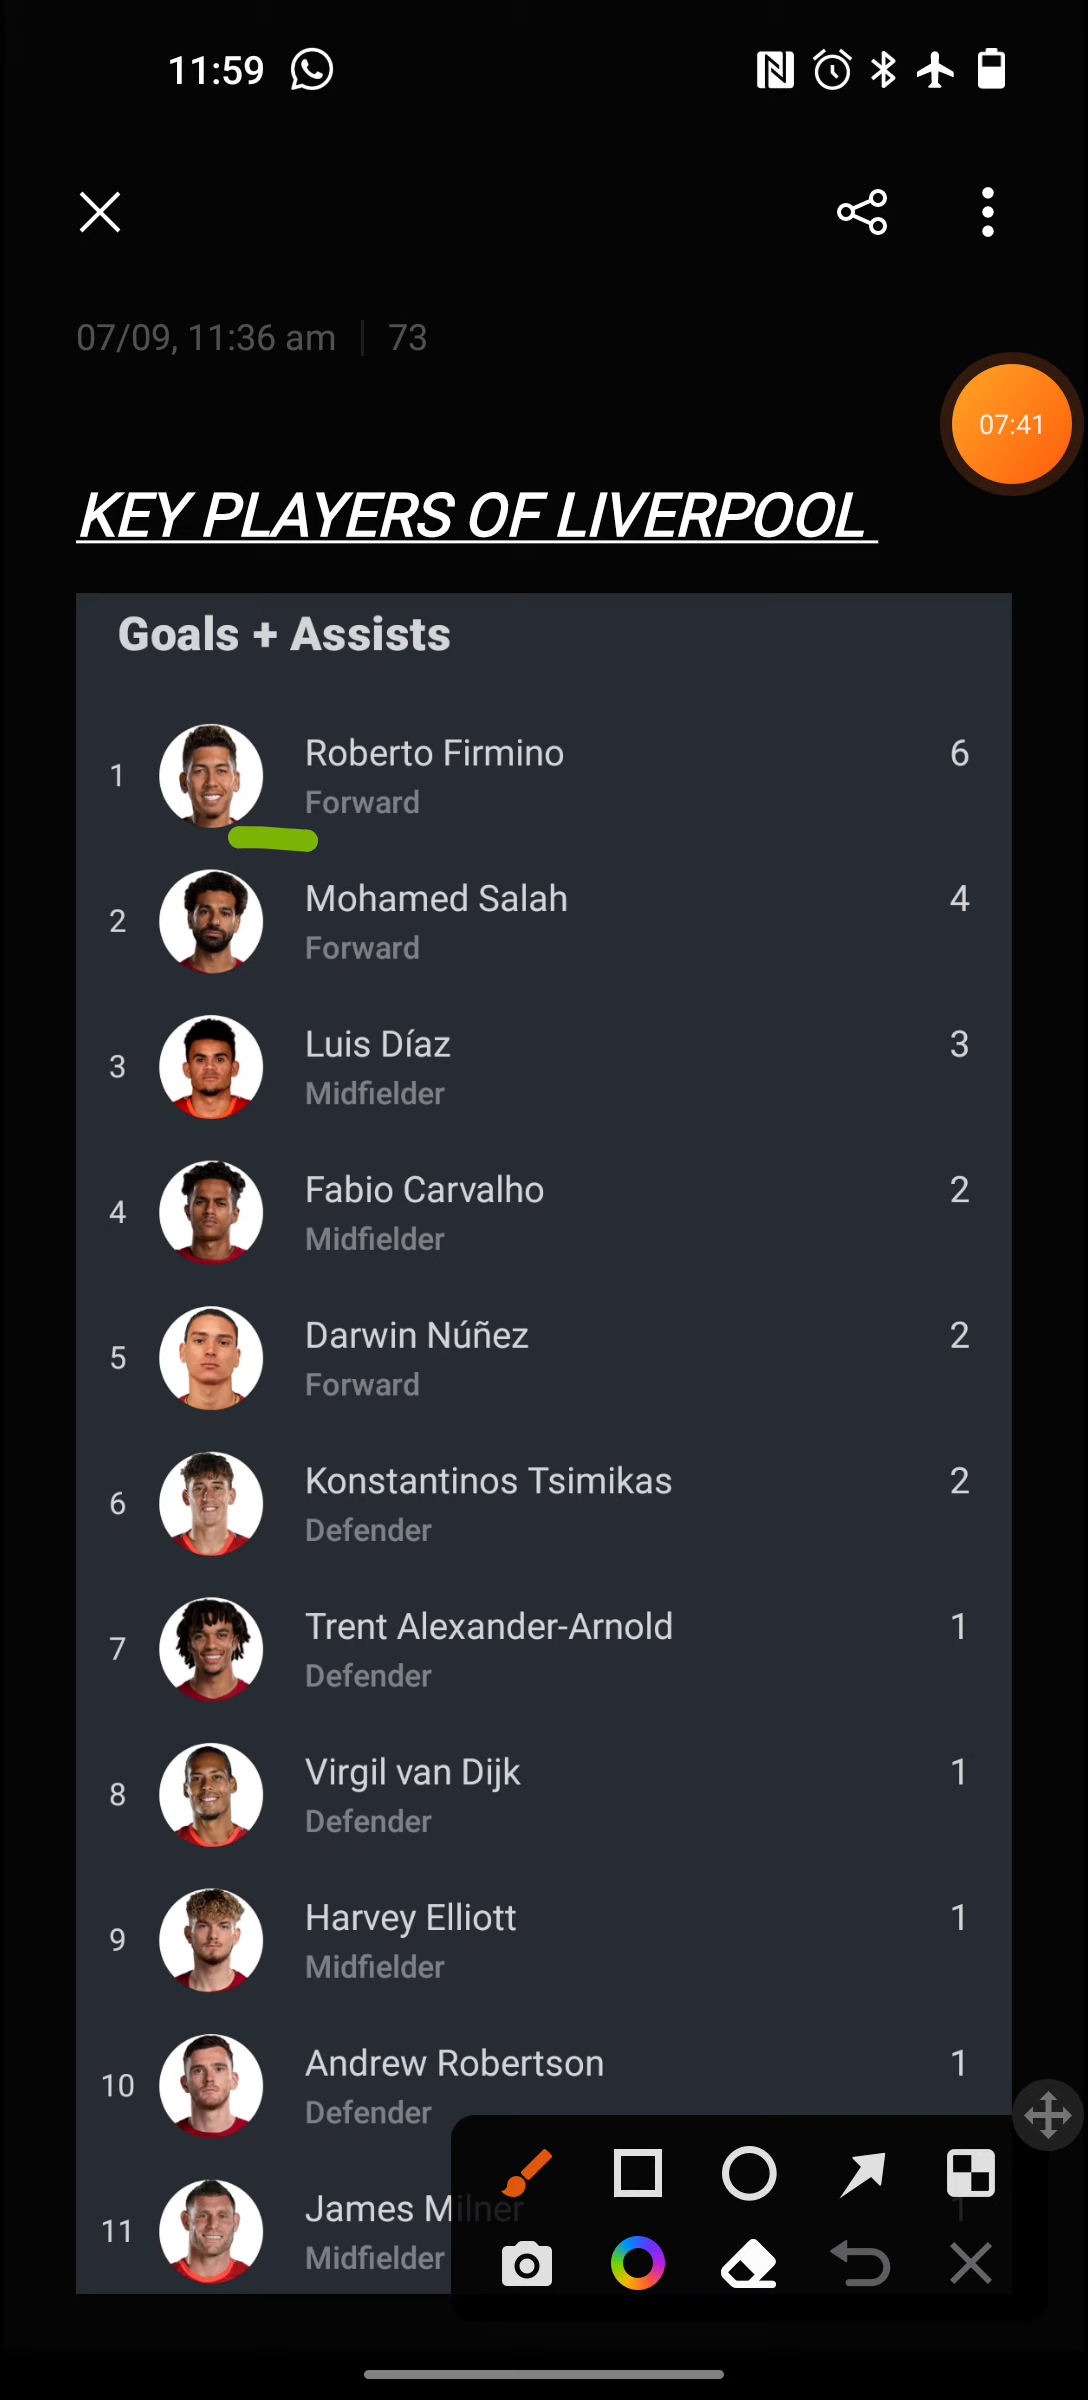 11:59
07/09, 11:36 am | 73
07:41
KEY PLAYERS OF LIVERPOOL
Goals + Assists
1 Roberto Firmino 6
Forward
2 Mohamed Salah 4
Forward
3 Luis Díaz 3
Midfielder
4 Fabio Carvalho 2
Midfielder
5 Darwin Núñez 2
Forward
6 Konstantinos Tsimikas 2
Defender
7 Trent Alexander-Arnold 1
Defender
8 Virgil van Dijk 1
Defender
9 Harvey Elliott 1
Midfielder
10 Andrew Robertson 1
Defender
11 James Milner 1
Midfielder